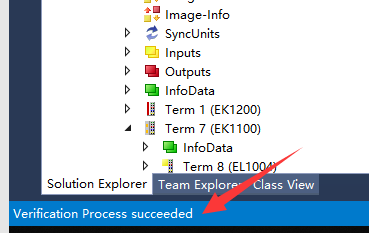 Image-Info
SyncUnits
Inputs
Outputs
InfoData
Term 1 (EK1200)
Term 7 (EK1100)
InfoData
Term 8 (EL1004)
Solution Explorer Team Explorer Class View
Verification Process succeeded